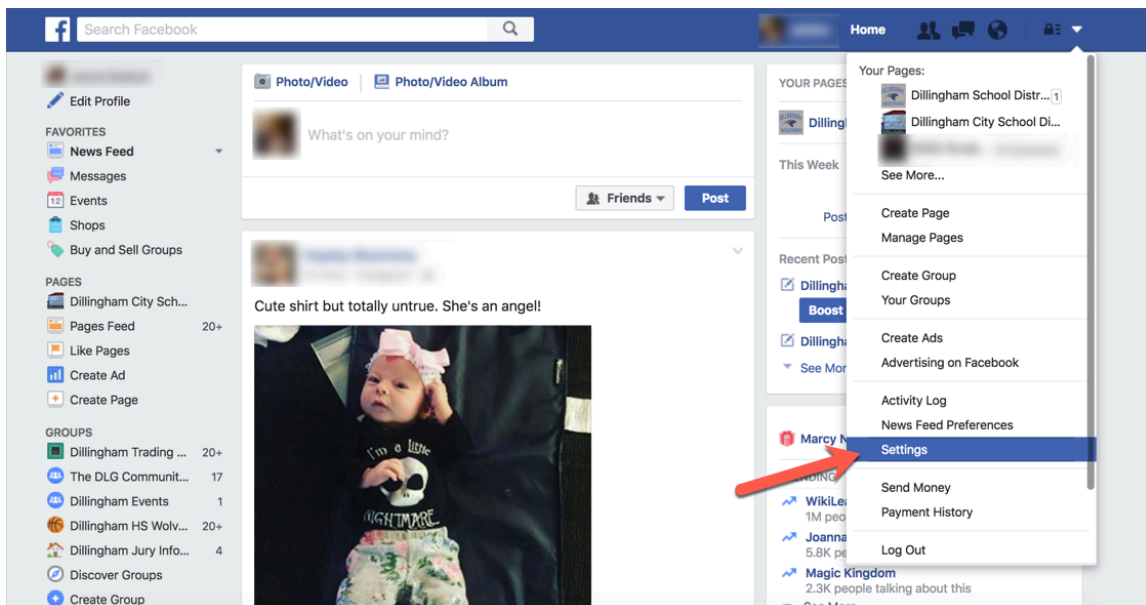 f
Search Facebook
Home
Edit Profile
FAVORITES
News Feed
Messages
12 Events
Shops
Buy and Sell Groups
PAGES
Dillingham City Sch...
Pages Feed 20+
Like Pages
Create Ad
Create Page
GROUPS
Dillingham Trading ... 20+
The DLG Communit... 17
Dillingham Events 1
Dillingham HS Wolv... 20+
Dillingham Jury Info... 4
Discover Groups
Create Group
Photo/Video
Photo/Video Album
What's on your mind?
Friends
Post
Cute shirt but totally untrue. She's an angel!
I'm a little
NIGHTMARE
YOUR PAGES
This Week
Post
Recent Post
Boost
Marcy N
1M peo
Joanna
5.8K pe
Magic Kingdom
2.3K people talking about this
See More
Your Pages:
Dillingham School Distr... 1
Dillingham City School Di...
See More...
Create Page
Manage Pages
Create Group
Your Groups
Create Ads
Advertising on Facebook
Activity Log
News Feed Preferences
Settings
Send Money
Payment History
Log Out